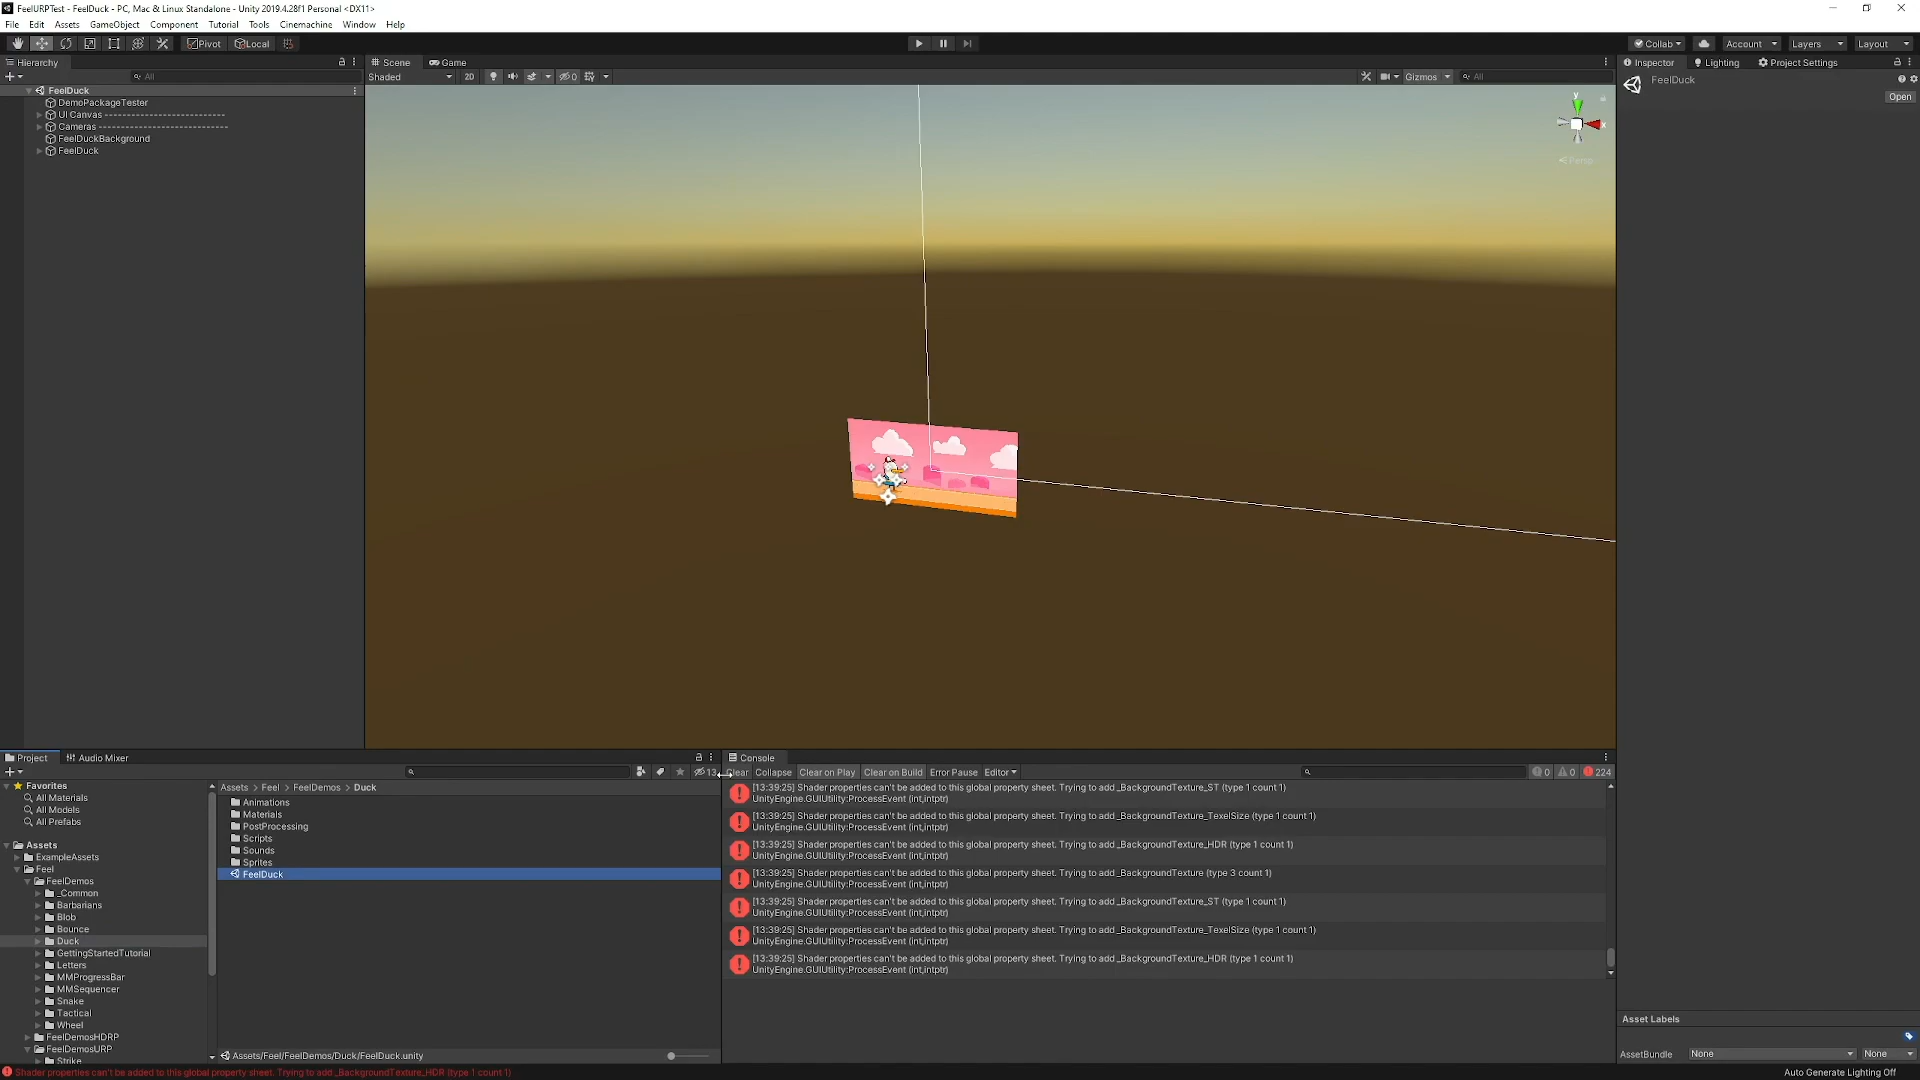 FeelURPTest - FeelDuck - PC, Mac & Linux Standalone - Unity 2019.4.28f1 Personal <DX11>
File Edit Assets GameObject Component Tutorial Tools Cinemachine Window Help
Pivot Local Collab Account Layers Layout
Hierarchy
All
FeelDuck
DemoPackageTester
UI Canvas ---------------------------
Cameras -----------------------------
FeelDuckBackground
FeelDuck
Scene Game
Shaded 2D 0 Gizmos All
y
x
Persp
Inspector Lighting Project Settings
FeelDuck
Open
Project Audio Mixer
13
Favorites
All Materials
All Models
All Prefabs
Assets
ExampleAssets
Feel
FeelDemos
_Common
Barbarians
Blob
Bounce
Duck
GettingStartedTutorial
Letters
MMProgressBar
MMSequencer
Snake
Tactical
Wheel
FeelDemosHDRP
FeelDemosURP
Strike
Assets > Feel > FeelDemos > Duck
Animations
Materials
PostProcessing
Scripts
Sounds
Sprites
FeelDuck
Assets/Feel/FeelDemos/Duck/FeelDuck.unity
Console
Clear Collapse Clear on Play Clear on Build Error Pause Editor 0 0 224
[13:39:25] Shader properties can't be added to this global property sheet. Trying to add _BackgroundTexture_ST (type 1 count 1)
UnityEngine.GUIUtility:ProcessEvent (int,intptr)
[13:39:25] Shader properties can't be added to this global property sheet. Trying to add _BackgroundTexture_TexelSize (type 1 count 1)
UnityEngine.GUIUtility:ProcessEvent (int,intptr)
[13:39:25] Shader properties can't be added to this global property sheet. Trying to add _BackgroundTexture_HDR (type 1 count 1)
UnityEngine.GUIUtility:ProcessEvent (int,intptr)
[13:39:25] Shader properties can't be added to this global property sheet. Trying to add _BackgroundTexture (type 3 count 1)
UnityEngine.GUIUtility:ProcessEvent (int,intptr)
[13:39:25] Shader properties can't be added to this global property sheet. Trying to add _BackgroundTexture_ST (type 1 count 1)
UnityEngine.GUIUtility:ProcessEvent (int,intptr)
[13:39:25] Shader properties can't be added to this global property sheet. Trying to add _BackgroundTexture_TexelSize (type 1 count 1)
UnityEngine.GUIUtility:ProcessEvent (int,intptr)
[13:39:25] Shader properties can't be added to this global property sheet. Trying to add _BackgroundTexture_HDR (type 1 count 1)
UnityEngine.GUIUtility:ProcessEvent (int,intptr)
Asset Labels
AssetBundle None None
Shader properties can't be added to this global property sheet. Trying to add _BackgroundTexture_HDR (type 1 count 1)
Auto Generate Lighting Off